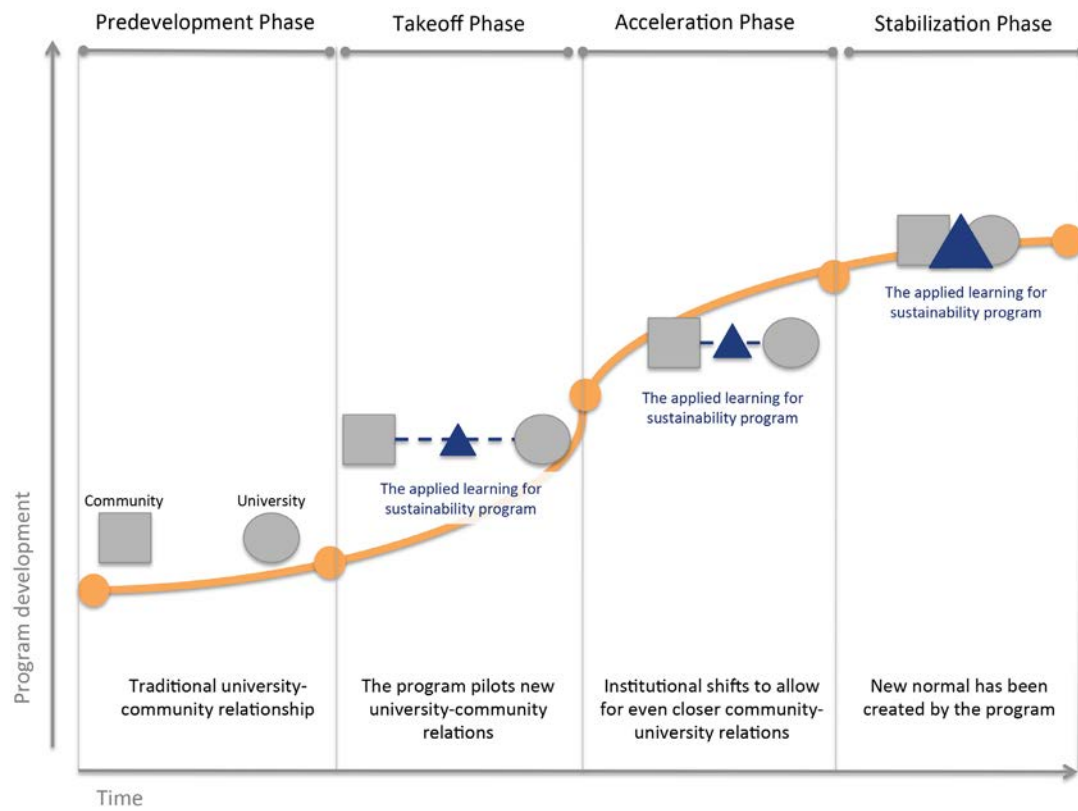 Predevelopment Phase
Takeoff Phase
Acceleration Phase
Stabilization Phase
Program development
Community
University
The applied learning for
sustainability program
The applied learning for
sustainability program
The applied learning for
sustainability program
Traditional university-
community relationship
The program pilots new
university-community
relations
Institutional shifts to allow
for even closer community-
university relations
New normal has been
created by the program
Time